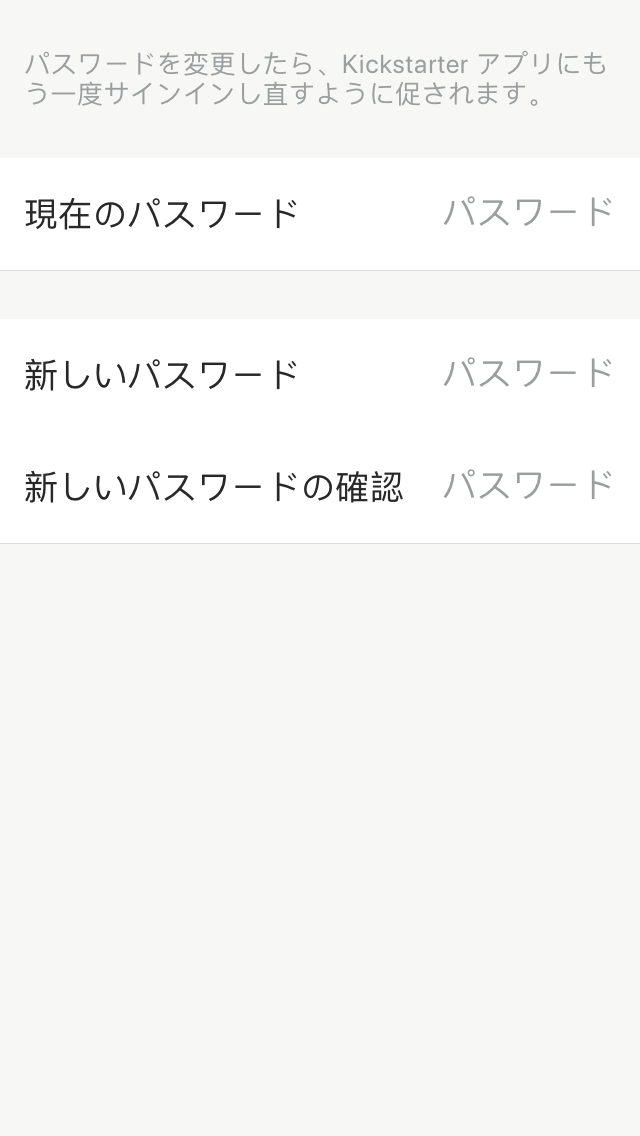 パスワードを変更したら、Kickstarter アプリにも
う一度サインインし直すように促されます。
現在のパスワード パスワード
新しいパスワード パスワード
新しいパスワードの確認 パスワード